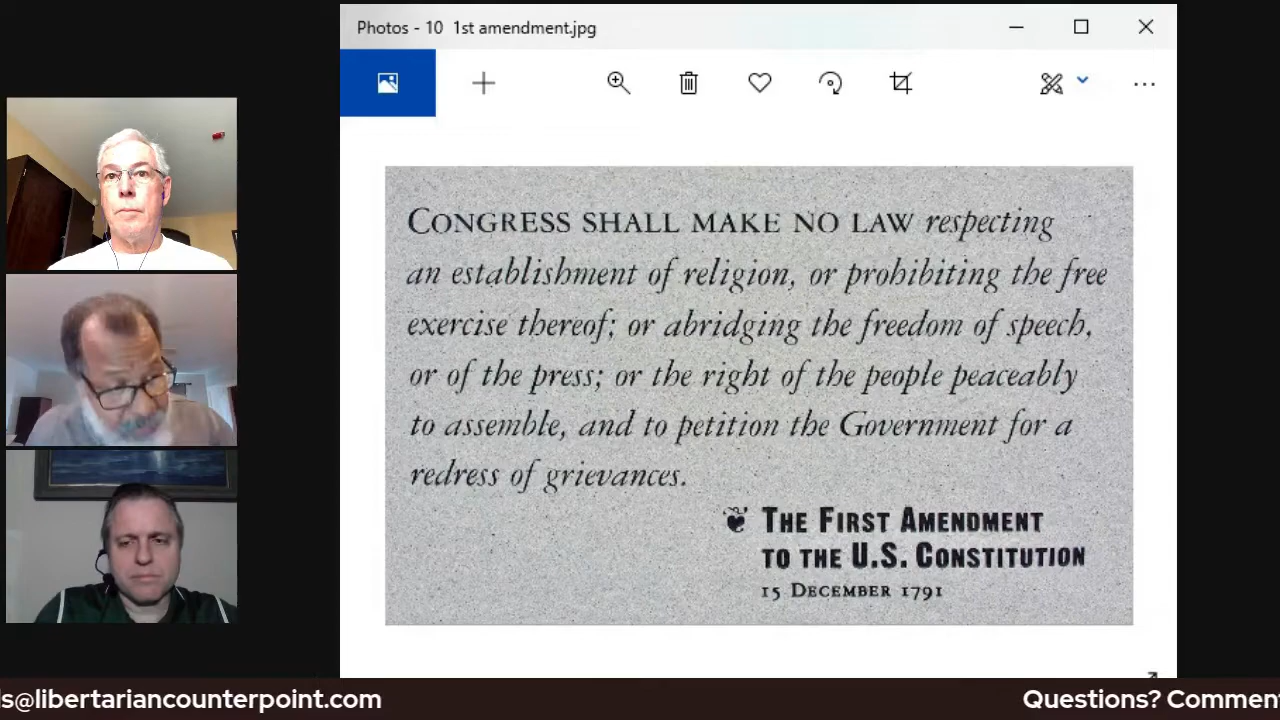 Photos - 10 1st amendment.jpg
CONGRESS SHALL MAKE NO LAW respecting
an establishment of religion, or prohibiting the free
exercise thereof; or abridging the freedom of speech,
or of the press; or the right of the people peaceably
to assemble, and to petition the Government for a
redress of grievances.
THE FIRST AMENDMENT
TO THE U.S. CONSTITUTION
15 DECEMBER 1791
s@libertariancounterpoint.com
Questions?